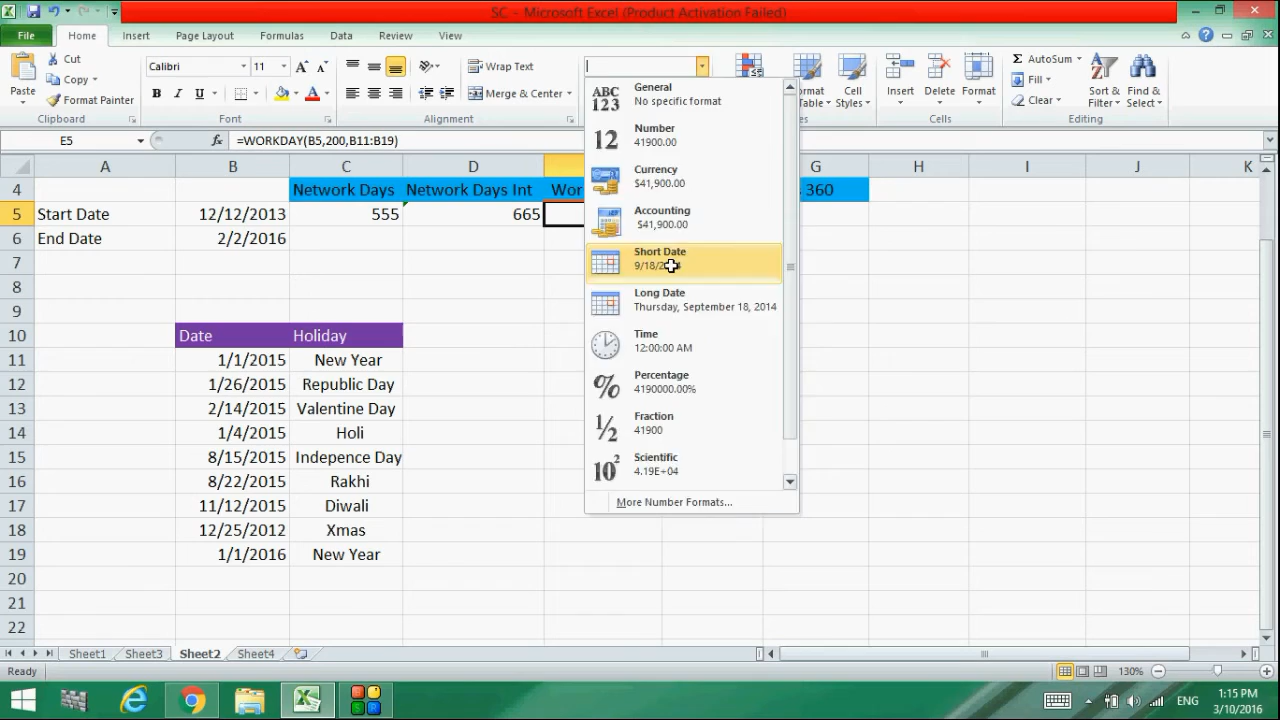 SC - Microsoft Excel (Product Activation Failed)
File Home Insert Page Layout Formulas Data Review View
Paste
Cut
Copy
Format Painter
Clipboard
Calibri 11
B I U
Font
Wrap Text
Merge & Center
Alignment
Cell Styles
Insert Delete Format
Cells
AutoSum
Fill
Clear
Sort & Filter
Find & Select
Editing
E5 fx =WORKDAY(B5,200,B11:B19)
A B C D G H I J K
4 Network Days Network Days Int Wor 360
5 Start Date 12/12/2013 555 665
6 End Date 2/2/2016
7
8
9
10 Date Holiday
11 1/1/2015 New Year
12 1/26/2015 Republic Day
13 2/14/2015 Valentine Day
14 1/4/2015 Holi
15 8/15/2015 Indepence Day
16 8/22/2015 Rakhi
17 11/12/2015 Diwali
18 12/25/2012 Xmas
19 1/1/2016 New Year
20
21
22
ABC 123 General
No specific format
12 Number
41900.00
Currency
$41,900.00
Accounting
$41,900.00
Short Date
Long Date
Thursday, September 18, 2014
Time
12:00:00 AM
% Percentage
4190000.00%
1/2 Fraction
41900
10² Scientific
4.19E+04
More Number Formats...
Sheet1 Sheet3 Sheet2 Sheet4
Ready 130%
ENG 1:15 PM
3/10/2016